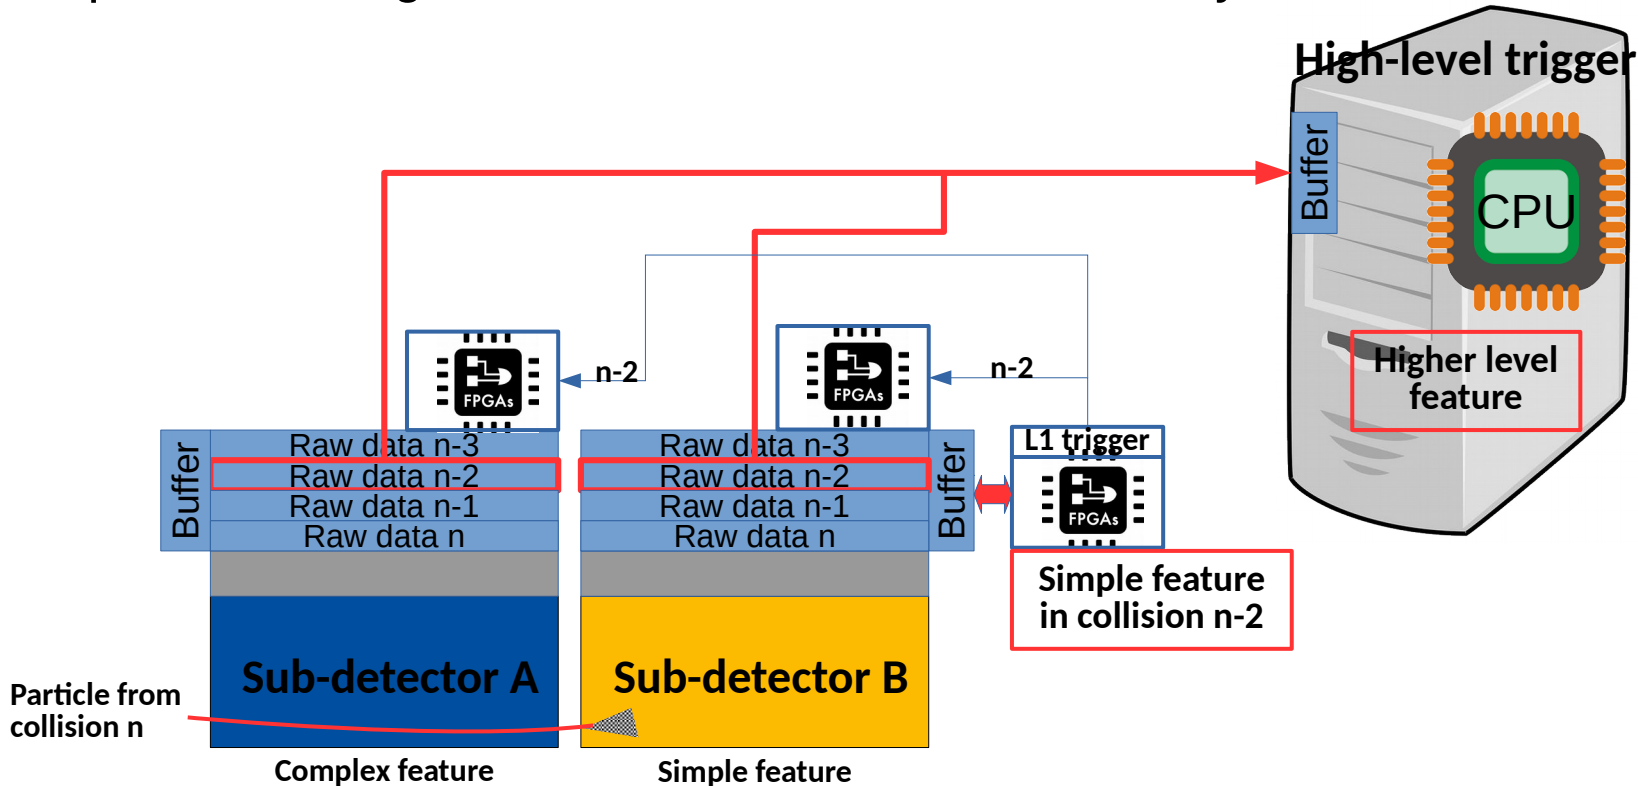 High-level trigger
Buffer
CPU
Higher level
feature
FPGAs
n-2
FPGAs
n-2
L1 trigger
FPGAs
Buffer
Raw data n-3
Raw data n-2
Raw data n-1
Raw data n
Raw data n-3
Raw data n-2
Raw data n-1
Raw data n
Buffer
Simple feature
in collision n-2
Sub-detector A
Sub-detector B
Particle from
collision n
Complex feature
Simple feature